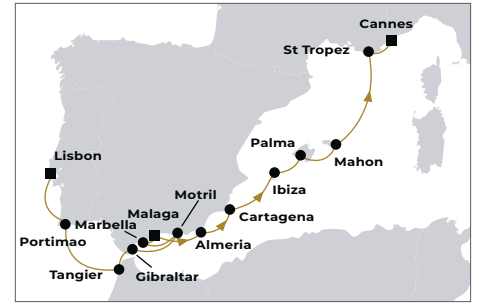 Cannes
St Tropez
Palma
Mahon
Lisbon
Ibiza
Motril
Malaga
Cartagena
Marbella
Portimao
Almeria
Tangier
Gibraltar